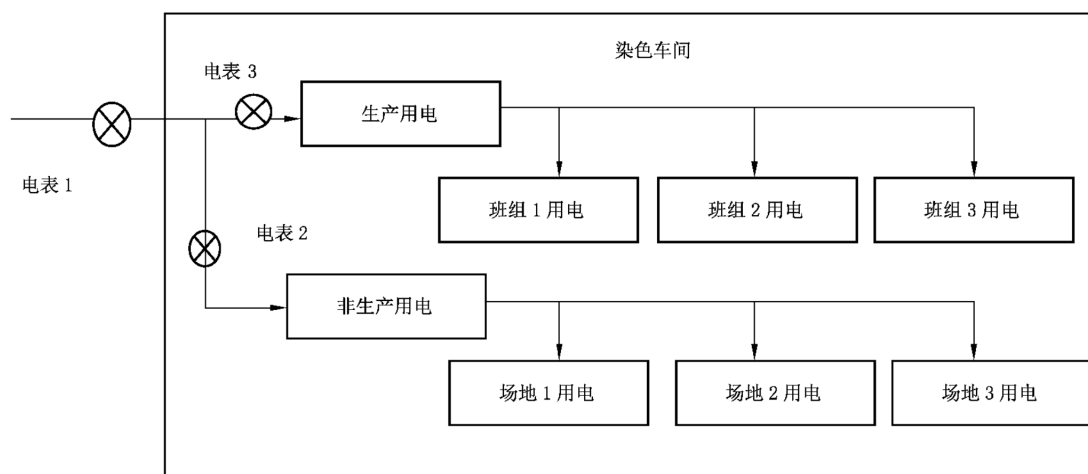 染色车间
电表 3
生产用电
电表 1
班组 1 用电
班组 2 用电
班组 3 用电
电表 2
非生产用电
场地 1 用电
场地 2 用电
场地 3 用电